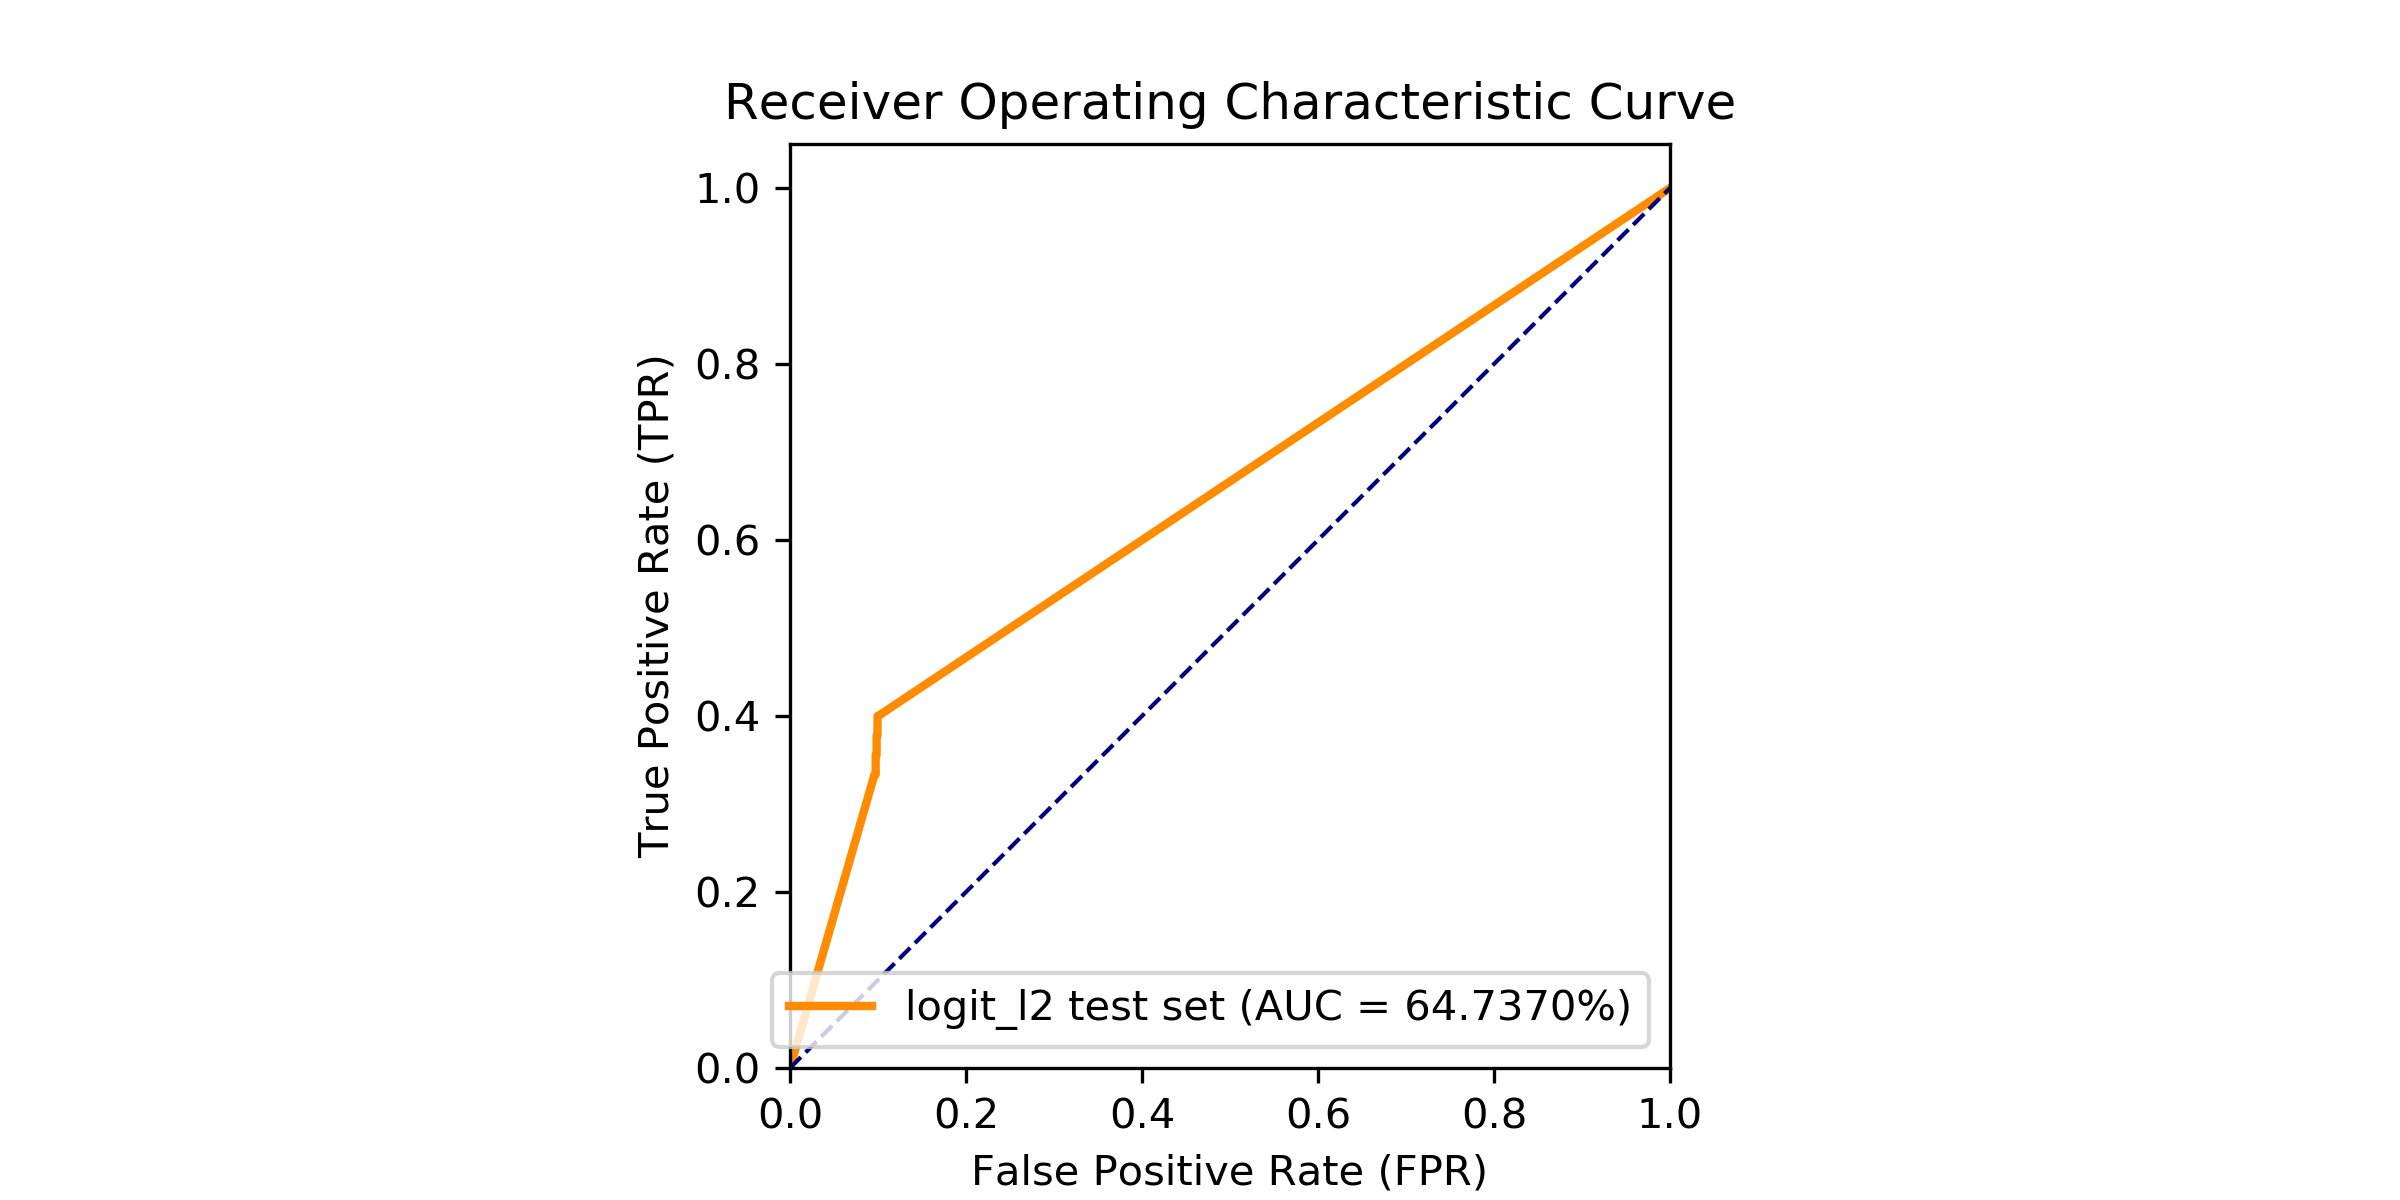 Receiver Operating Characteristic Curve
True Positive Rate (TPR)
1.0
0.8
0.6
0.4
0.2
0.0
logit_l2 test set (AUC = 64.7370%)
0.0 0.2 0.4 0.6 0.8 1.0
False Positive Rate (FPR)